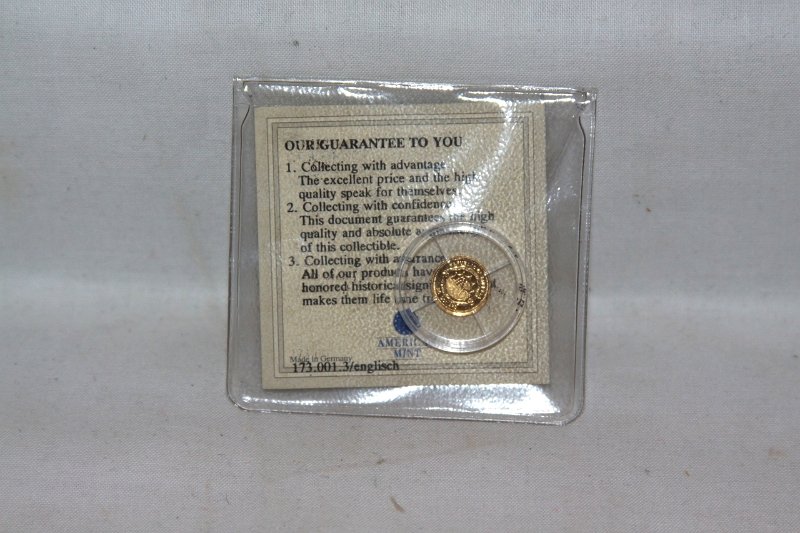 OUR GUARANTEE TO YOU
1. Collecting with advantage
The excellent price and the high
quality speak for themselves
2. Collecting with confidence
This document guarantees the high
quality and absolute
of this collectible.
3. Collecting with
All of our products have
honored historical
makes them life time
AMERICAN
MINT
Made in Germany
173.001.3/englisch